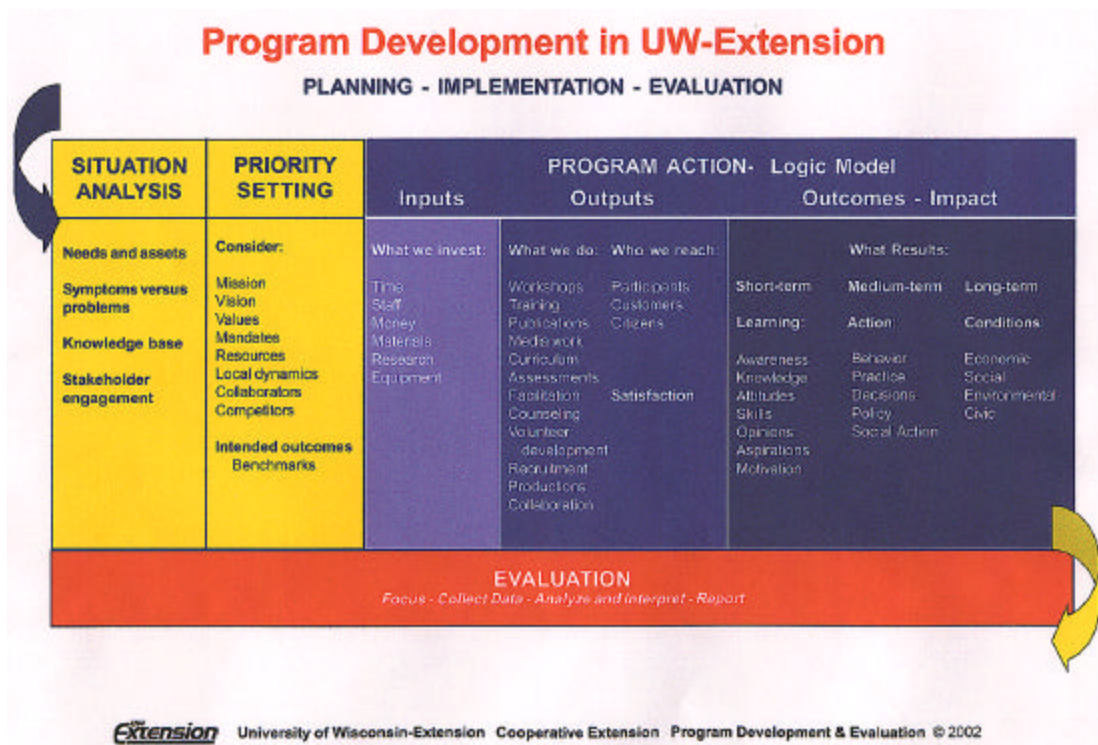 Program Development in UW-Extension
PLANNING - IMPLEMENTATION - EVALUATION
SITUATION
ANALYSIS
PRIORITY
SETTING
PROGRAM ACTION- Logic Model
Inputs
Outputs
Outcomes - Impact
Needs and assets
Symptoms versus
problems
Knowledge base
Stakeholder
engagement
Consider:
Mission
Vision
Values
Mandates
Resources
Local dynamics
Collaborators
Competitors
Intended outcomes
Benchmarks
What we invest:
Time
Staff
Money
Materials
Research
Equipment
What we do:
Workshops
Training
Publications
Media work
Curriculum
Assessments
Facilitation
Counseling
Volunteer
development
Recruitment
Productions
Collaboration
Who we reach:
Participants
Customers
Citizens
Satisfaction
What Results:
Short-term
Learning:
Awareness
Knowledge
Attitudes
Skills
Opinions
Aspirations
Motivation
Medium-term
Action:
Behavior
Practice
Decisions
Policy
Social Action
Long-term
Conditions
Economic
Social
Environmental
Civic
EVALUATION
Focus - Collect Data - Analyze and Interpret - Report
UW Extension
University of Wisconsin-Extension Cooperative Extension Program Development & Evaluation © 2002